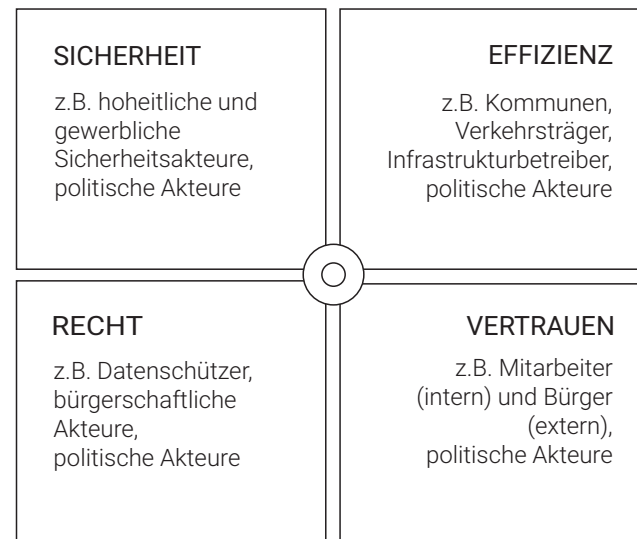 SICHERHEIT
z.B. hoheitliche und
gewerbliche
Sicherheitsakteure,
politische Akteure
EFFIZIENZ
z.B. Kommunen,
Verkehrsträger,
Infrastrukturbetreiber,
politische Akteure
RECHT
z.B. Datenschützer,
bürgerschaftliche
Akteure,
politische Akteure
VERTRAUEN
z.B. Mitarbeiter
(intern) und Bürger
(extern),
politische Akteure